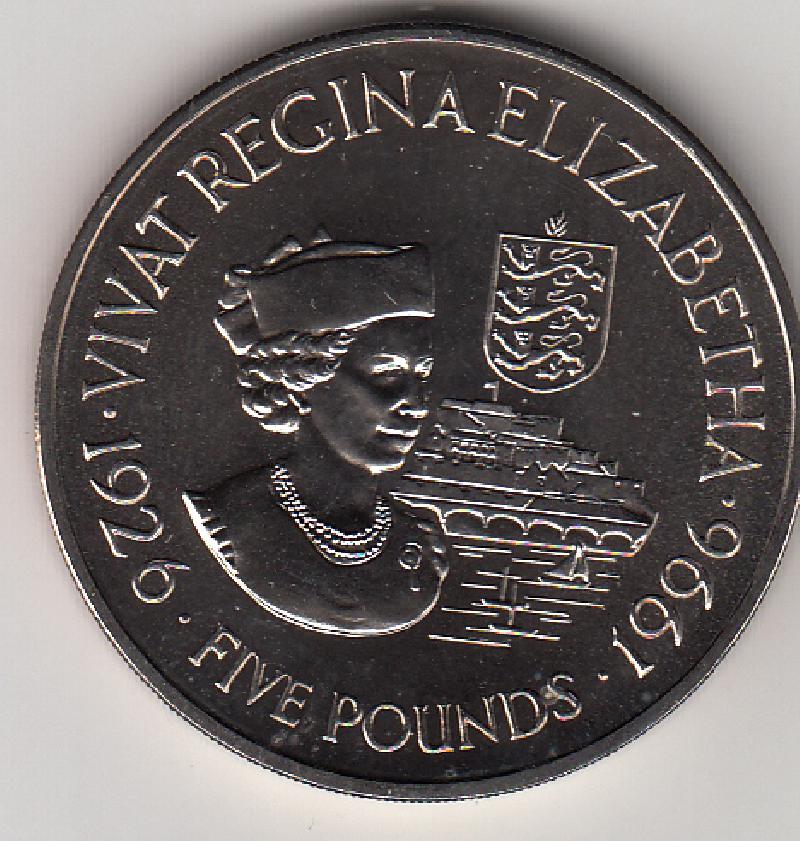 1926 · VIVAT REGINA ELIZABETHA · 1996 ·
FIVE POUNDS ·